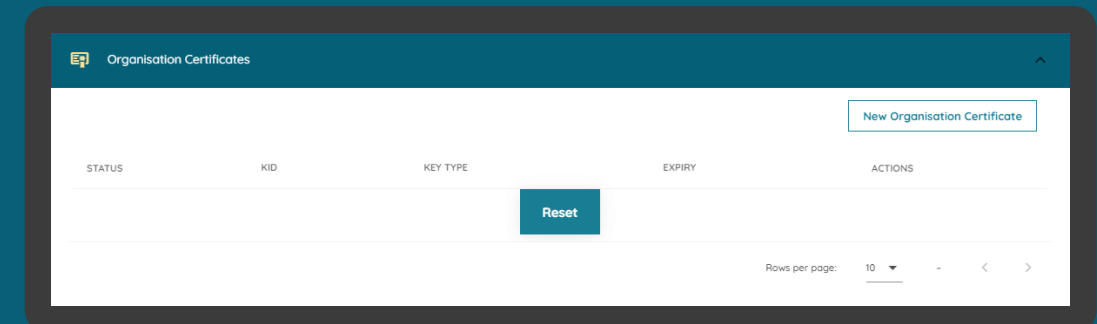 Organisation Certificates
New Organisation Certificate
STATUS KID KEY TYPE EXPIRY ACTIONS
Reset
Rows per page: 10 -